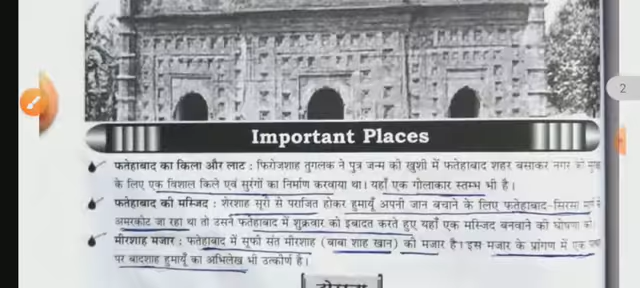 2
Important Places
फतेहाबाद का किला और लाट : फिरोजशाह तुगलक ने पुत्र जन्म की खुशी में फतेहाबाद शहर बसाकर नगर की
के लिए एक विशाल किले एवं सुरंगों का निर्माण करवाया था। यहाँ एक गोलाकार स्तम्भ भी है।
फतेहाबाद की मस्जिद : शेरशाह सूरी से पराजित होकर हुमायूँ अपनी जान बचाने के लिए फतेहाबाद-सिरसा
अमरकोट जा रहा था तो उसने फतेहाबाद में शुक्रवार को इबादत करते हुए यहाँ एक मस्जिद बनवाने की घोषणा की
मीरशाह मजार : फतेहाबाद में सूफी संत मीरशाह (बाबा शाह खान) की मजार है। इस मजार के प्रांगण में एक
पर बादशाह हुमायूँ का अभिलेख भी उत्कीर्ण है।